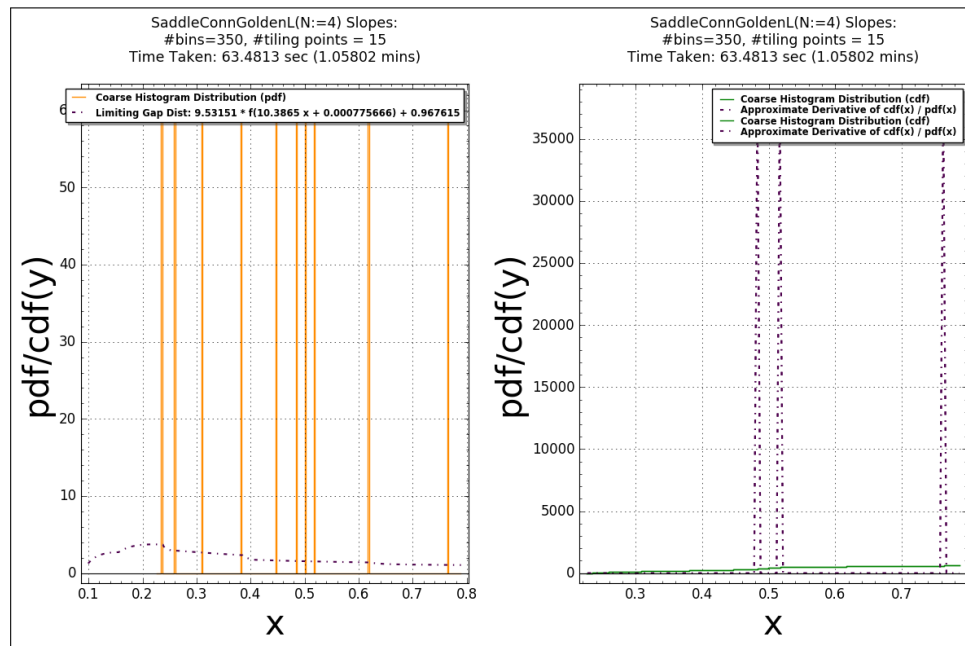 SaddleConnGoldenL(N:=4) Slopes:
#bins=350, #tiling points = 15
Time Taken: 63.4813 sec (1.05802 mins)
Coarse Histogram Distribution (pdf)
Limiting Gap Dist: 9.53151 * f(10.3865 x + 0.000775666) + 0.967615
50
40
30
20
10
0
0.1
0.2
0.3
0.4
0.5
0.6
0.7
0.8
pdf/cdf(y)
x
SaddleConnGoldenL(N:=4) Slopes:
#bins=350, #tiling points = 15
Time Taken: 63.4813 sec (1.05802 mins)
Coarse Histogram Distribution (cdf)
Approximate Derivative of cdf(x) / pdf(x)
Coarse Histogram Distribution (cdf)
Approximate Derivative of cdf(x) / pdf(x)
35000
30000
25000
20000
15000
10000
5000
0
0.3
0.4
0.5
0.6
0.7
pdf/cdf(y)
x